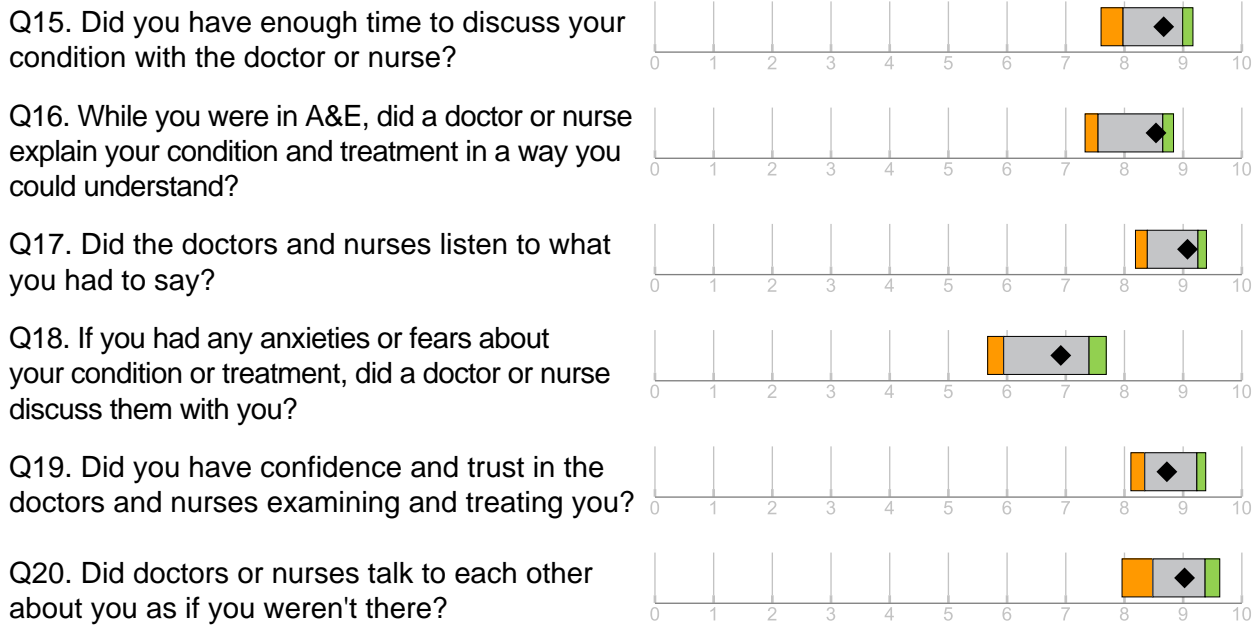 Q15. Did you have enough time to discuss your
condition with the doctor or nurse?
0 1 2 3 4 5 6 7 8 9 10
Q16. While you were in A&E, did a doctor or nurse
explain your condition and treatment in a way you
could understand?
0 1 2 3 4 5 6 7 8 9 10
Q17. Did the doctors and nurses listen to what
you had to say?
0 1 2 3 4 5 6 7 8 9 10
Q18. If you had any anxieties or fears about
your condition or treatment, did a doctor or nurse
discuss them with you?
0 1 2 3 4 5 6 7 8 9 10
Q19. Did you have confidence and trust in the
doctors and nurses examining and treating you?
0 1 2 3 4 5 6 7 8 9 10
Q20. Did doctors or nurses talk to each other
about you as if you weren't there?
0 1 2 3 4 5 6 7 8 9 10